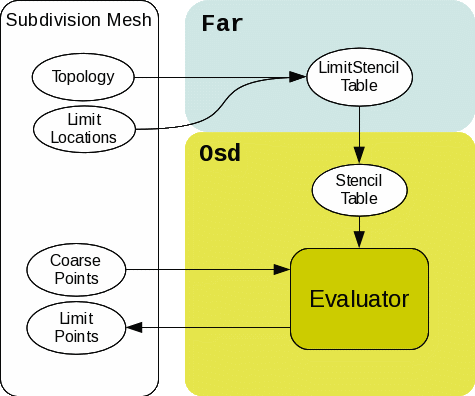 Subdivision Mesh
Far
Topology
LimitStencil
Table
Limit
Locations
Osd
Stencil
Table
Coarse
Points
Evaluator
Limit
Points